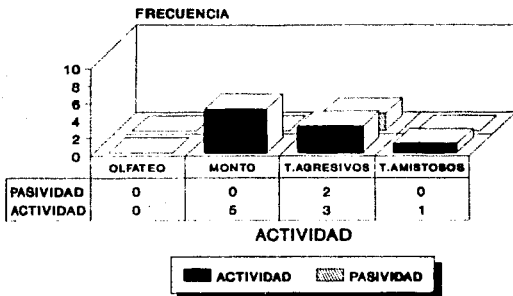 FRECUENCIA
10
8
6
4
2
0
OLFATEO MONTO T.AGRESIVOS T.AMISTOSOS
PASIVIDAD 0 0 2 0
ACTIVIDAD 0 5 3 1
ACTIVIDAD
ACTIVIDAD PASIVIDAD